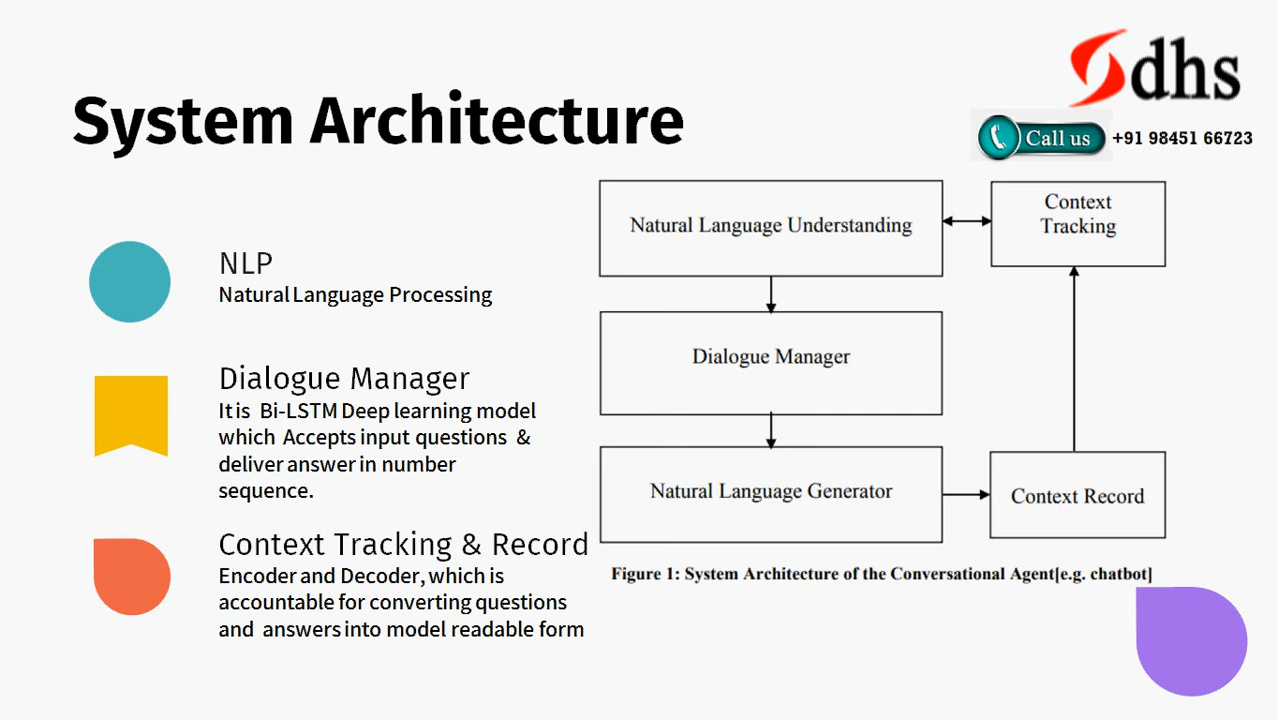 dhs
System Architecture
Call us +91 98451 66723
NLP
Natural Language Processing
Dialogue Manager
It is Bi-LSTM Deep learning model
which Accepts input questions &
deliver answer in number
sequence.
Context Tracking & Record
Encoder and Decoder, which is
accountable for converting questions
and answers into model readable form
Natural Language Understanding
Context
Tracking
Dialogue Manager
Natural Language Generator
Context Record
Figure 1: System Architecture of the Conversational Agent[e.g. chatbot]